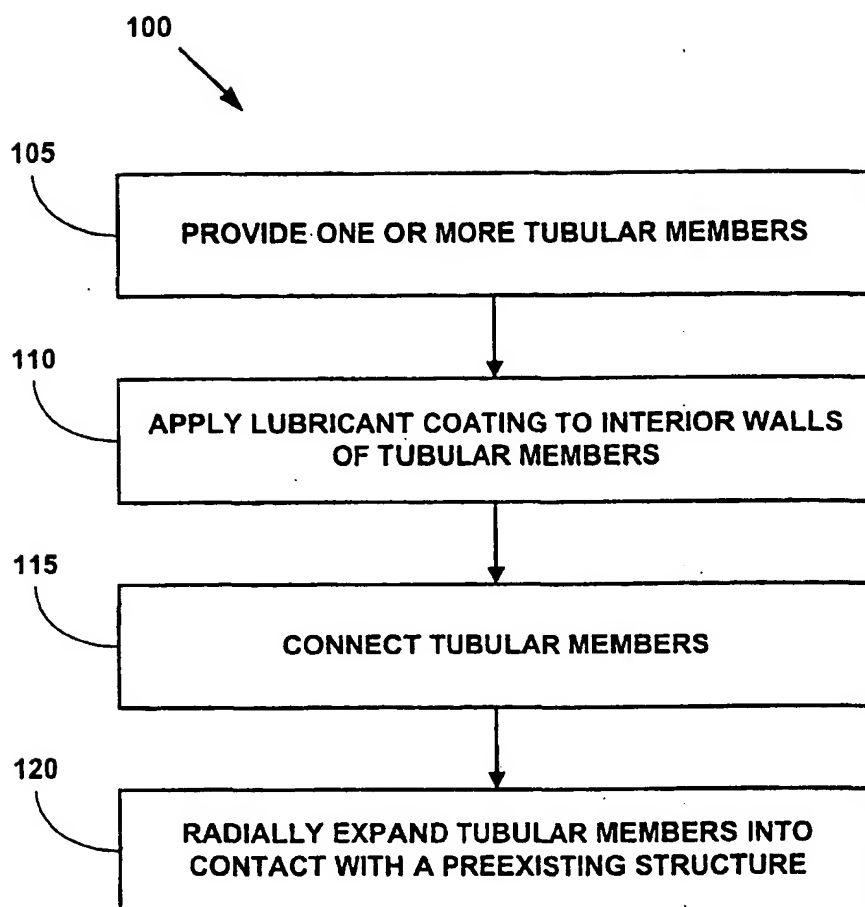 100
105
PROVIDE ONE OR MORE TUBULAR MEMBERS
110
APPLY LUBRICANT COATING TO INTERIOR WALLS
OF TUBULAR MEMBERS
115
CONNECT TUBULAR MEMBERS
120
RADIALLY EXPAND TUBULAR MEMBERS INTO
CONTACT WITH A PREEXISTING STRUCTURE